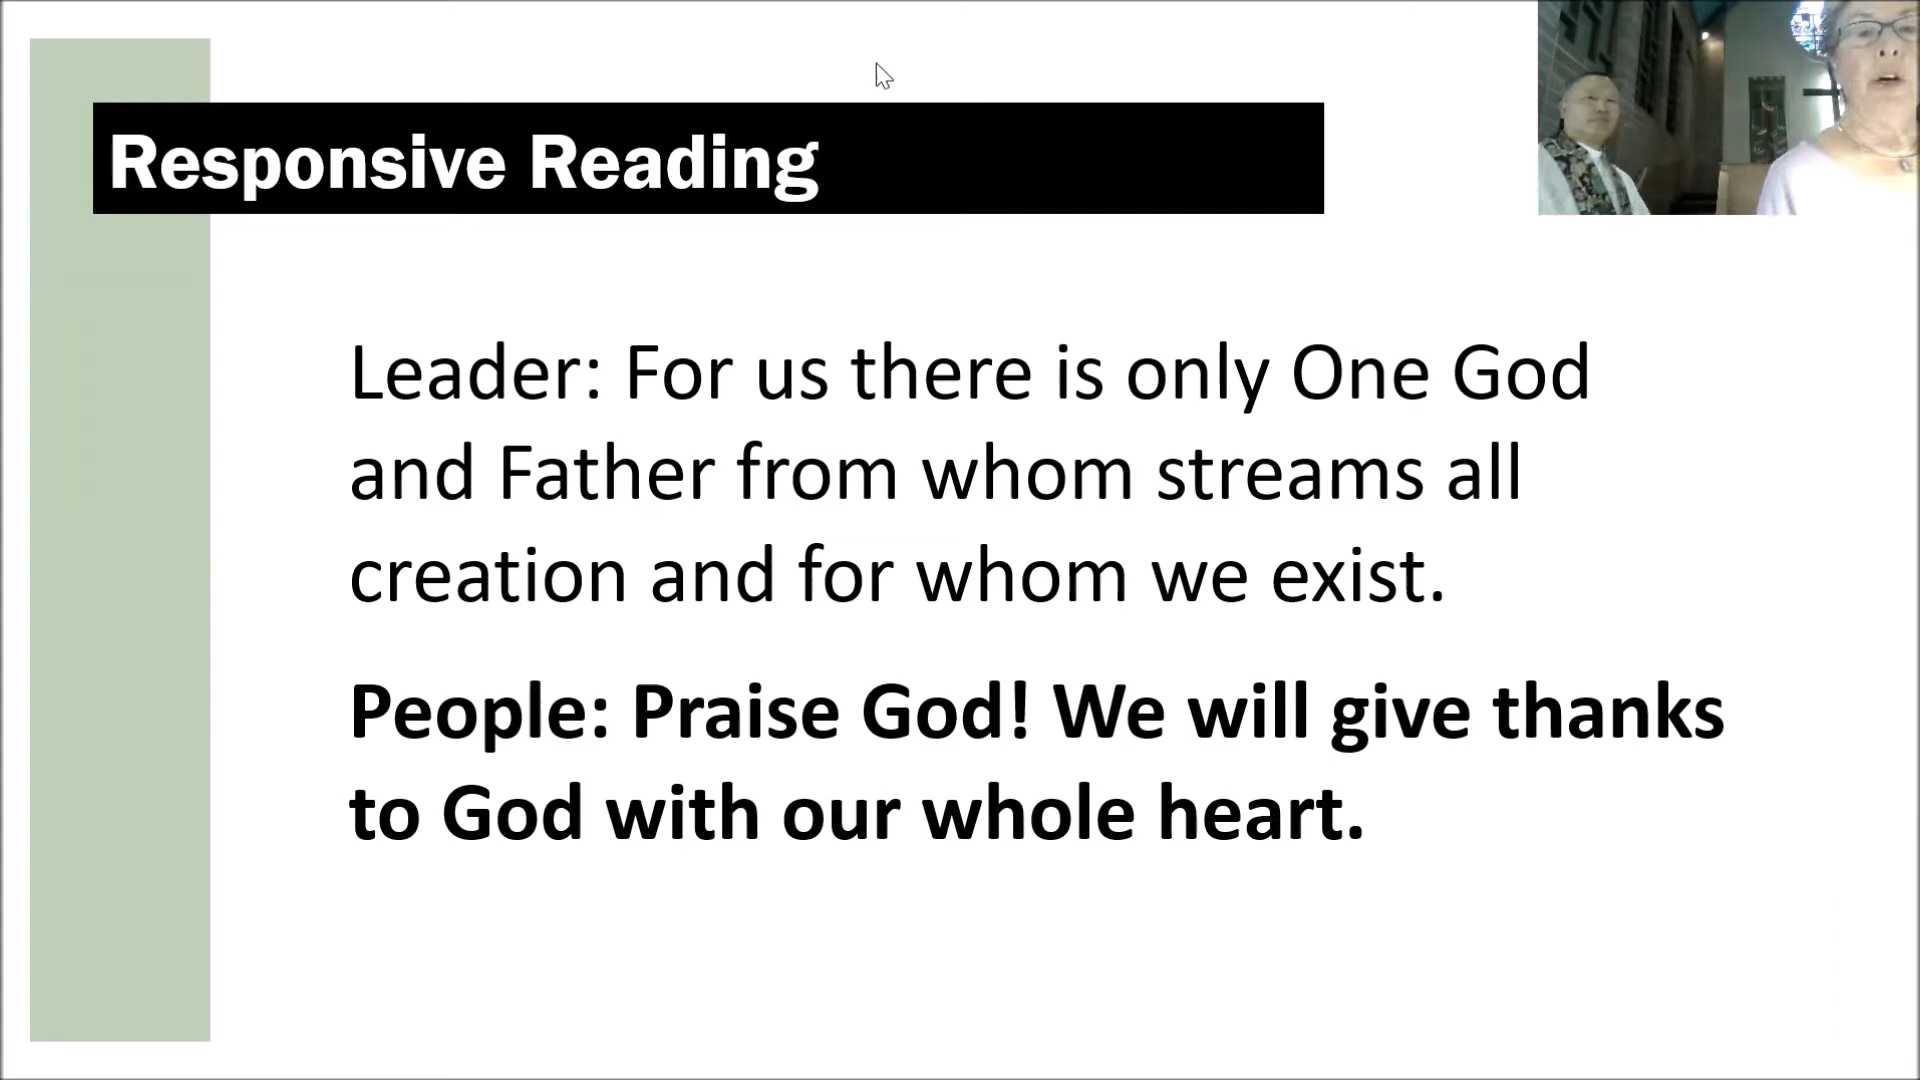 Responsive Reading
Leader: For us there is only One God
and Father from whom streams all
creation and for whom we exist.
People: Praise God! We will give thanks
to God with our whole heart.